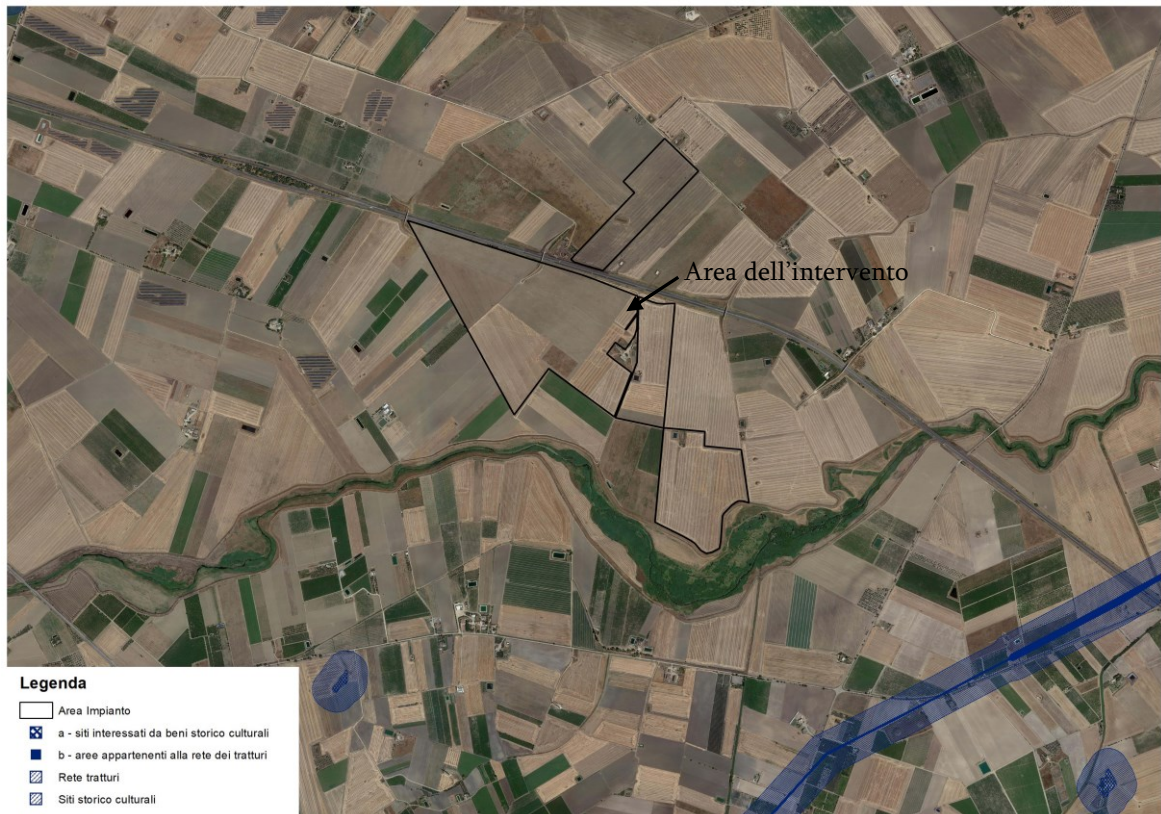 Area dell'intervento
Legenda
Area Impianto
a - siti interessati da beni storico culturali
b - aree appartenenti alla rete dei tratturi
Rete tratturi
Siti storico culturali